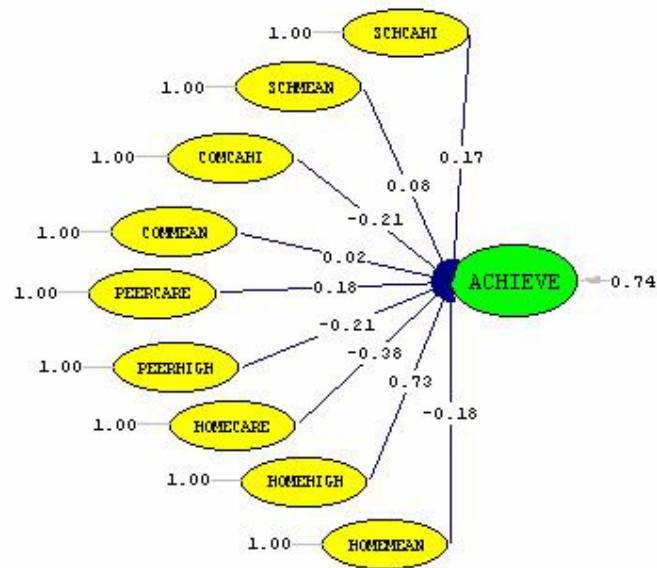 1.00 SCHCAHI
1.00 SCHMEAN
1.00 COMCAHI
0.17
0.08
-0.21
1.00 COMMEAN
0.02
ACHIEVE 0.74
1.00 PEERCARE 0.18
-0.21
-0.38
1.00 PEERHIGH
0.73
-0.18
1.00 HOMECARE
1.00 HOMEHIGH
1.00 HOMEMEAN